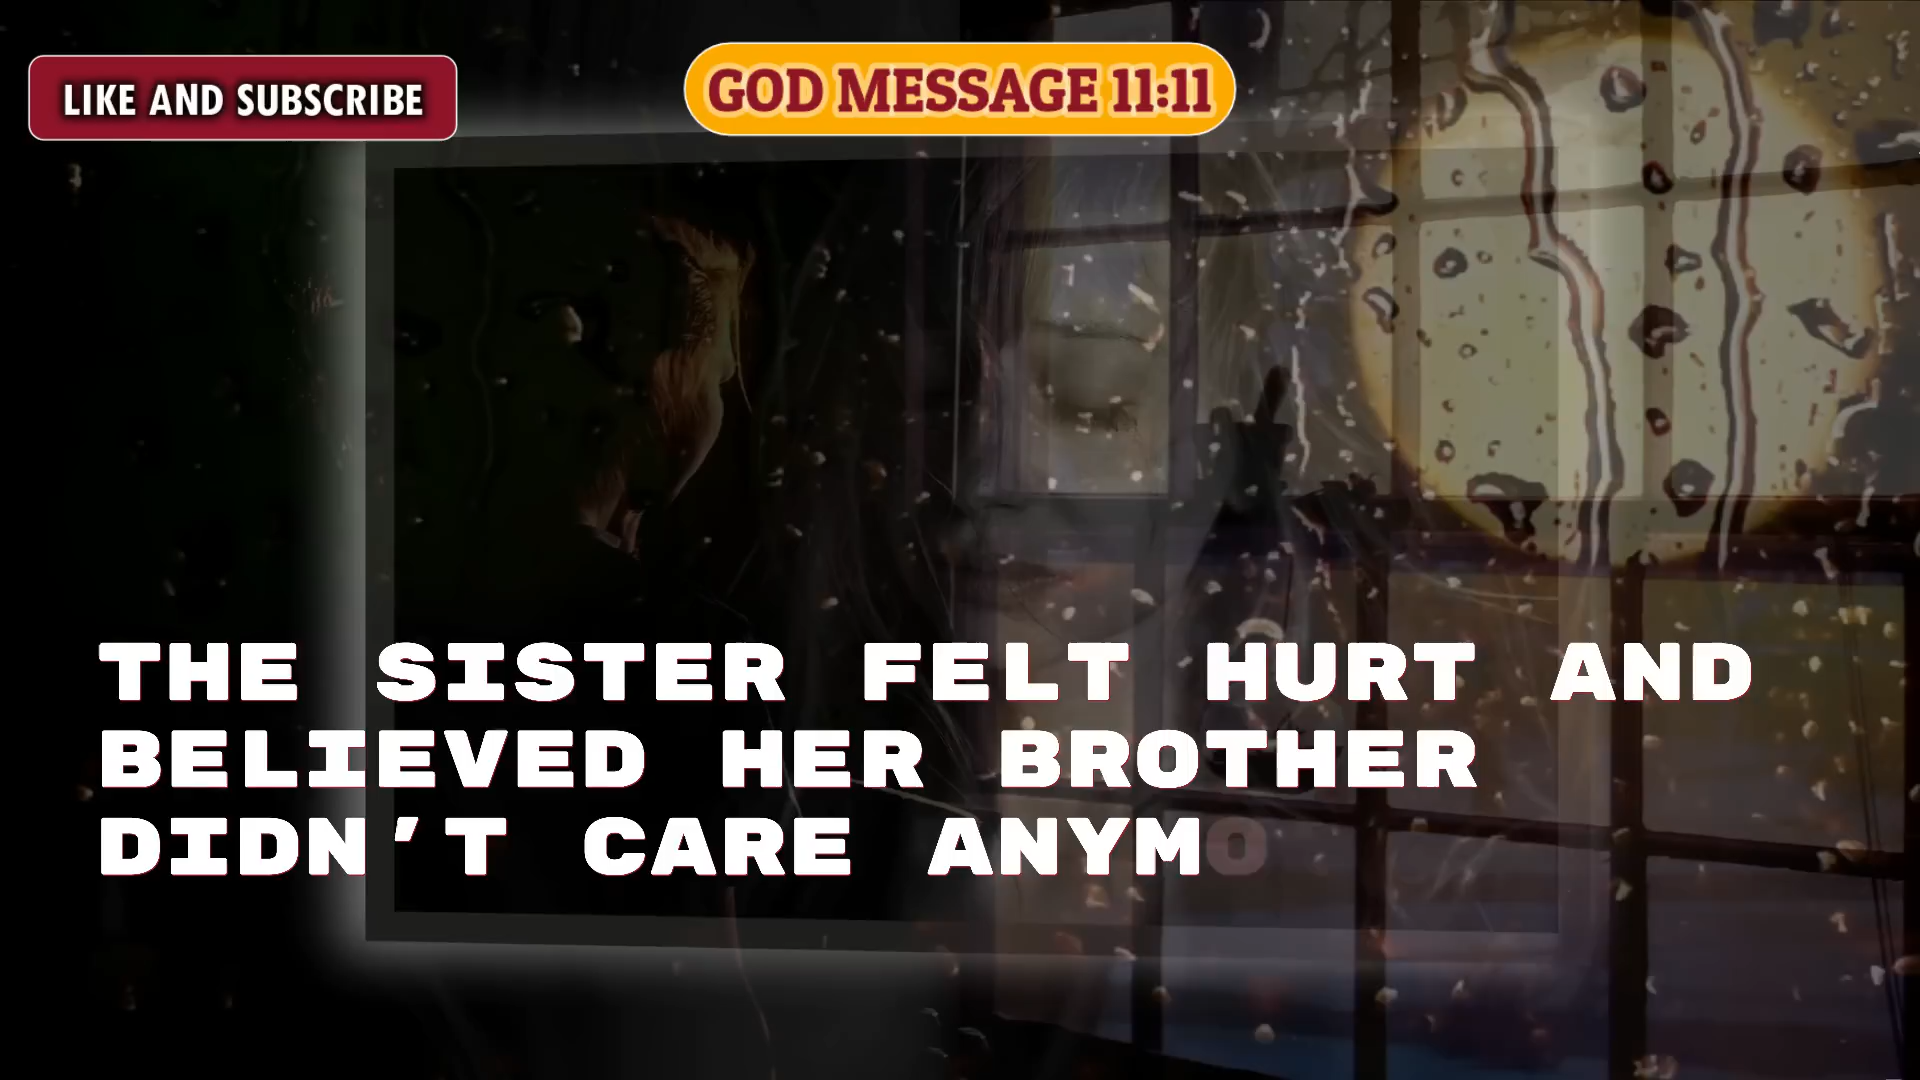 LIKE AND SUBSCRIBE
GOD MESSAGE 11:11
THE SISTER FELT HURT AND
BELIEVED HER BROTHER
DIDN'T CARE ANYMO